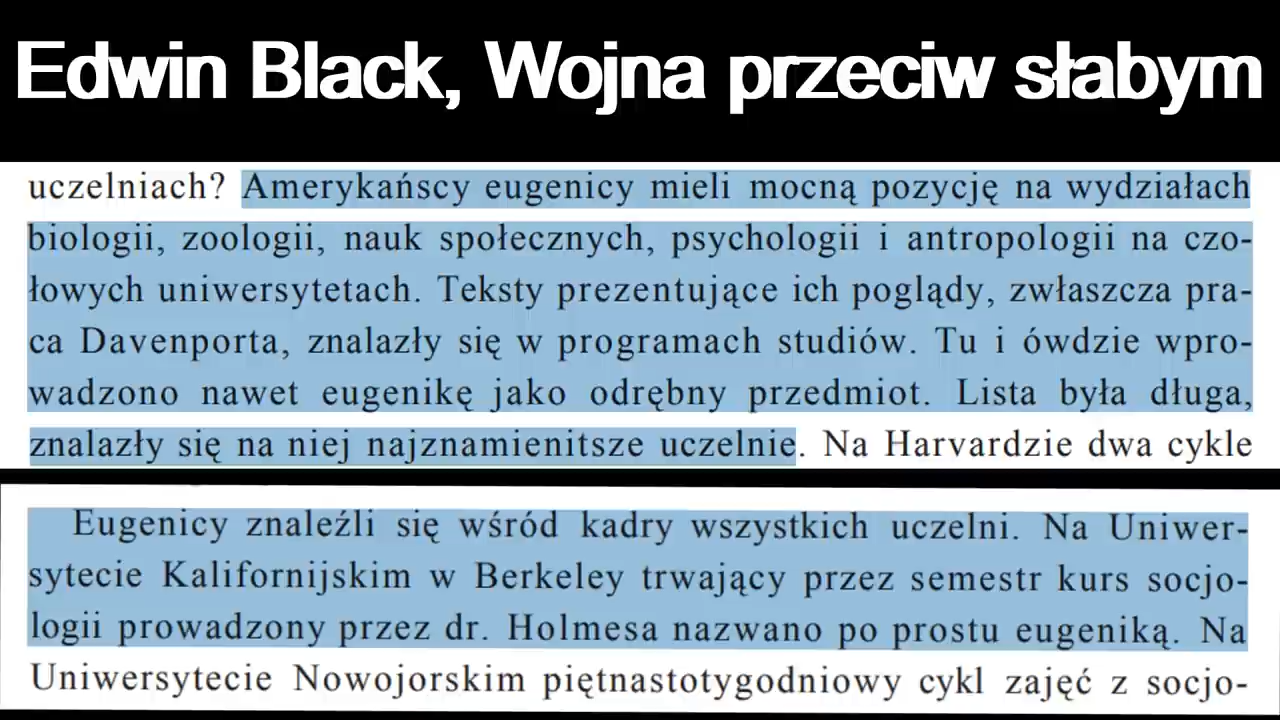 Edwin Black, Wojna przeciw słabym
uczelniach? Amerykańscy eugenicy mieli mocną pozycję na wydziałach
biologii, zoologii, nauk społecznych, psychologii i antropologii na czo-
łowych uniwersytetach. Teksty prezentujące ich poglądy, zwłaszcza pra-
ca Davenporta, znalazły się w programach studiów. Tu i ówdzie wpro-
wadzono nawet eugenikę jako odrębny przedmiot. Lista była długa,
znalazły się na niej najznamienitsze uczelnie. Na Harvardzie dwa cykle
Eugenicy znaleźli się wśród kadry wszystkich uczelni. Na Uniwer-
sytecie Kalifornijskim w Berkeley trwający przez semestr kurs socjo-
logii prowadzony przez dr. Holmesa nazwano po prostu eugeniką. Na
Uniwersytecie Nowojorskim piętnastotygodniowy cykl zajęć z socjo-